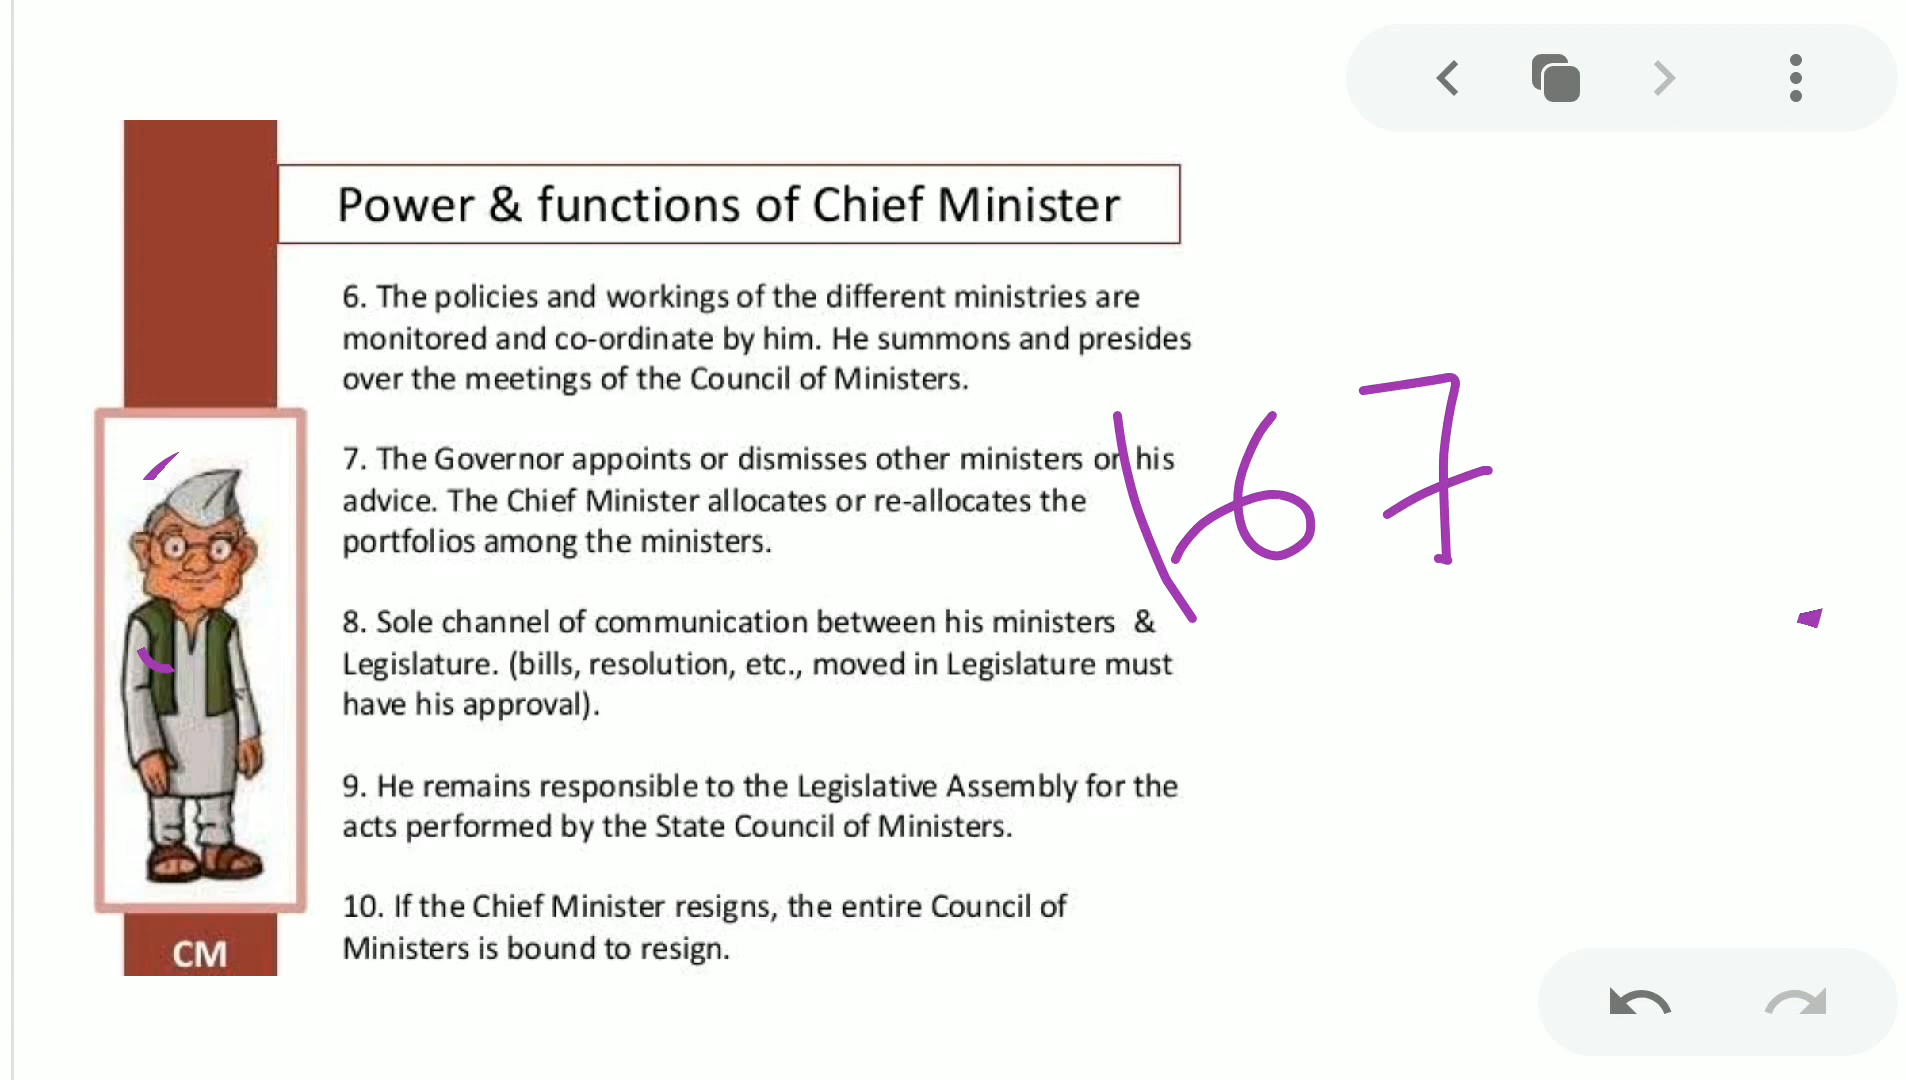 Power & functions of Chief Minister
6. The policies and workings of the different ministries are
monitored and co-ordinate by him. He summons and presides
over the meetings of the Council of Ministers.
7. The Governor appoints or dismisses other ministers on his
advice. The Chief Minister allocates or re-allocates the
portfolios among the ministers.
167
8. Sole channel of communication between his ministers & 
Legislature. (bills, resolution, etc., moved in Legislature must
have his approval).
9. He remains responsible to the Legislative Assembly for the
acts performed by the State Council of Ministers.
10. If the Chief Minister resigns, the entire Council of
Ministers is bound to resign.
CM